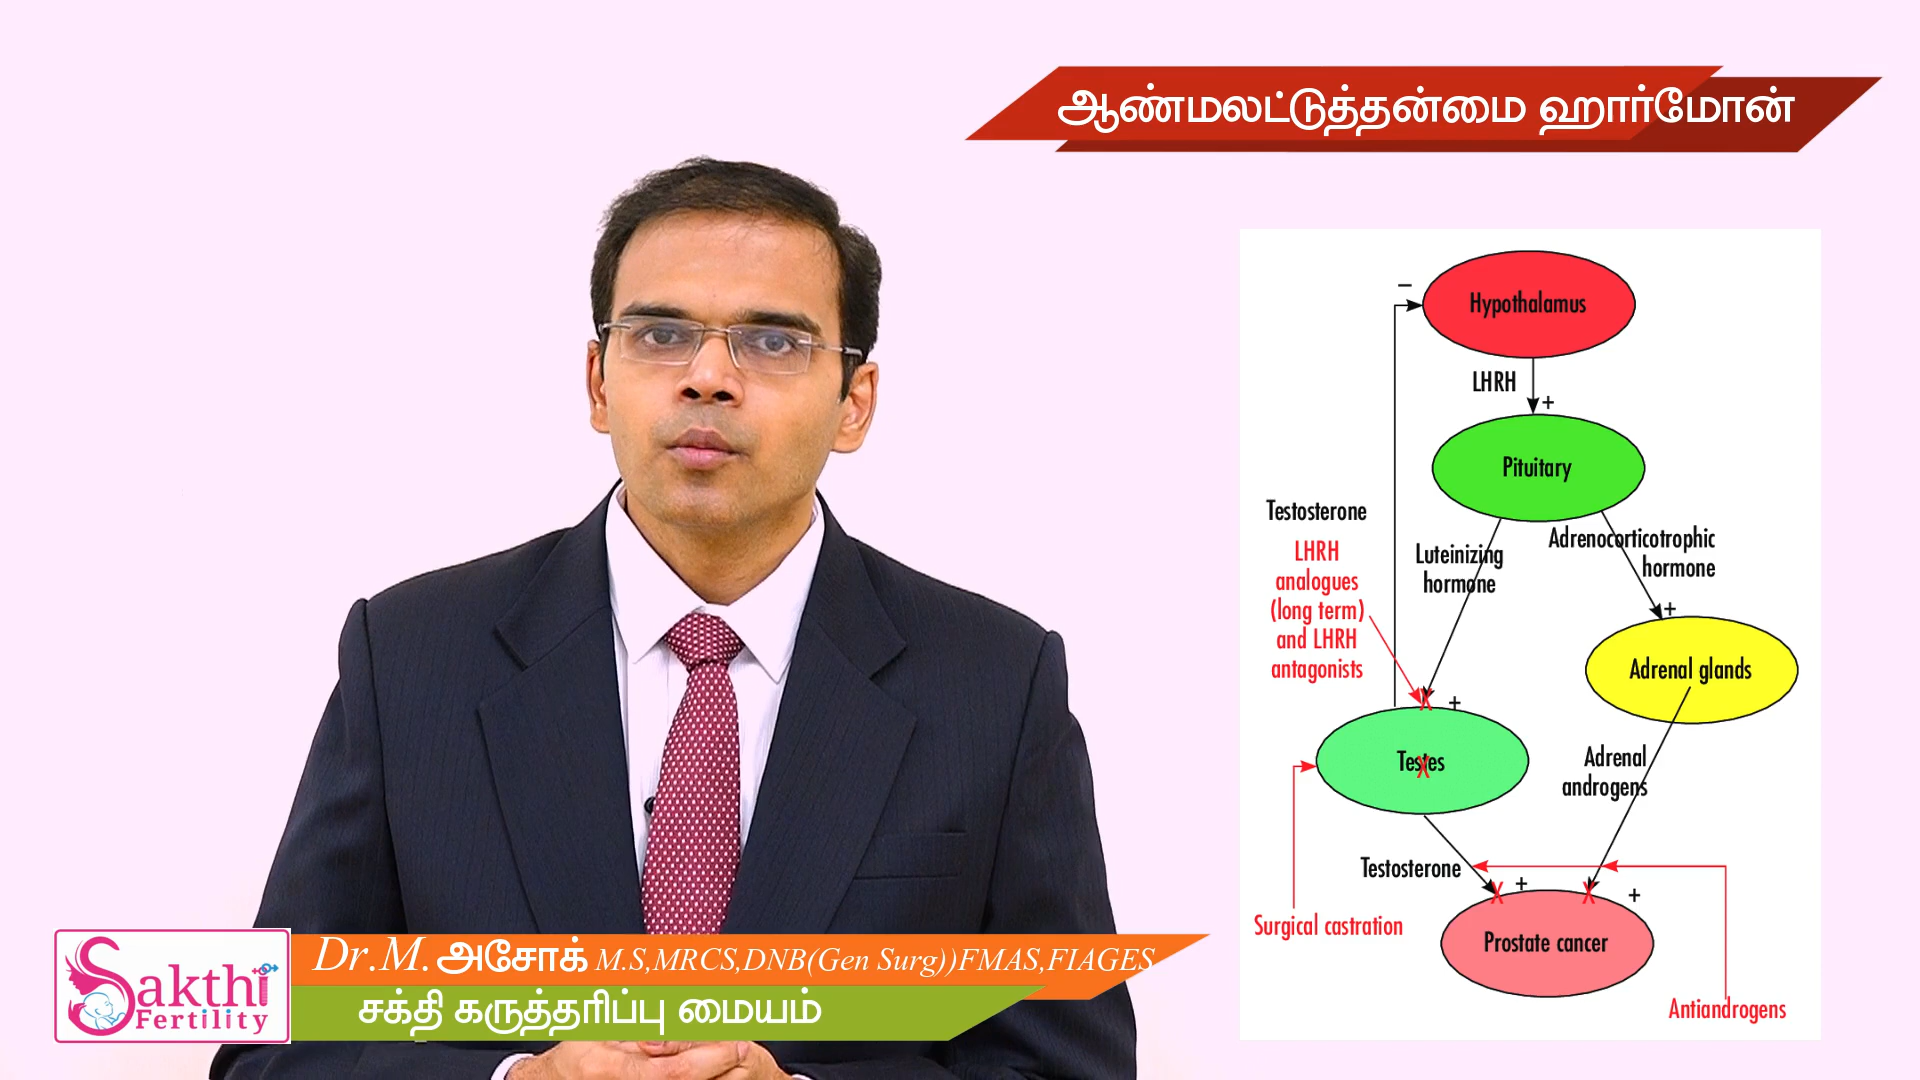 ஆண்மலட்டுத்தன்மை ஹார்மோன்
Hypothalamus
LHRH
Pituitary
Testosterone
LHRH
analogues
(long term)
and LHRH
antagonists
Luteinizing
hormone
Adrenocorticotrophic
hormone
Adrenal glands
Testes
Adrenal
androgens
Testosterone
Surgical castration
Prostate cancer
Antiandrogens
Dr.M.அசோக் M.S,MRCS,DNB(Gen Surg))FMAS,FIAGES
சக்தி கருத்தரிப்பு மையம்
Sakthi
Fertility